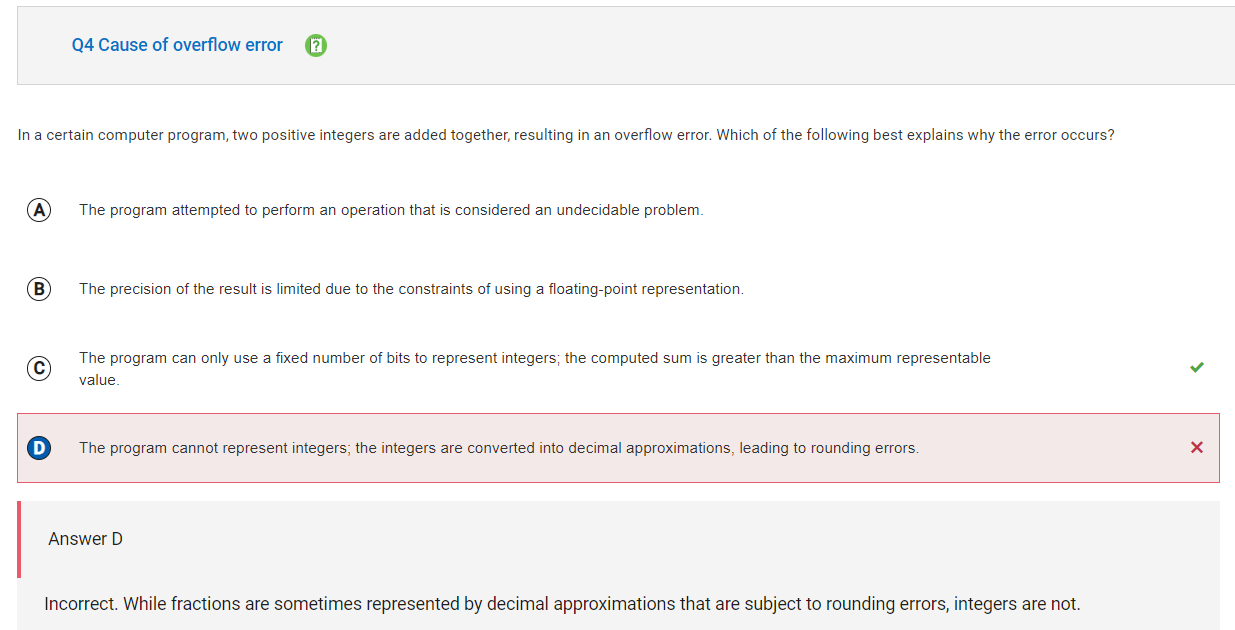 Q4 Cause of overflow error ?
In a certain computer program, two positive integers are added together, resulting in an overflow error. Which of the following best explains why the error occurs?
A The program attempted to perform an operation that is considered an undecidable problem.
B The precision of the result is limited due to the constraints of using a floating-point representation.
C The program can only use a fixed number of bits to represent integers; the computed sum is greater than the maximum representable
value.
D The program cannot represent integers; the integers are converted into decimal approximations, leading to rounding errors.
Answer D
Incorrect. While fractions are sometimes represented by decimal approximations that are subject to rounding errors, integers are not.